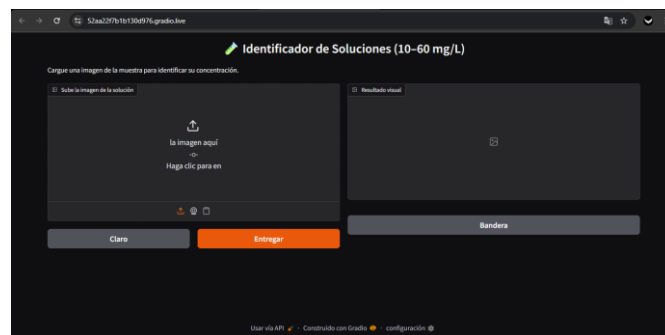 52aa22f7b1b130d976.gradio.live
Identificador de Soluciones (10–60 mg/L)
Cargue una imagen de la muestra para identificar su concentración.
Sube la imagen de la solución
Resultado visual
la imagen aquí
-o-
Haga clic para en
Claro
Entregar
Bandera
Usar vía API · Construido con Gradio · configuración